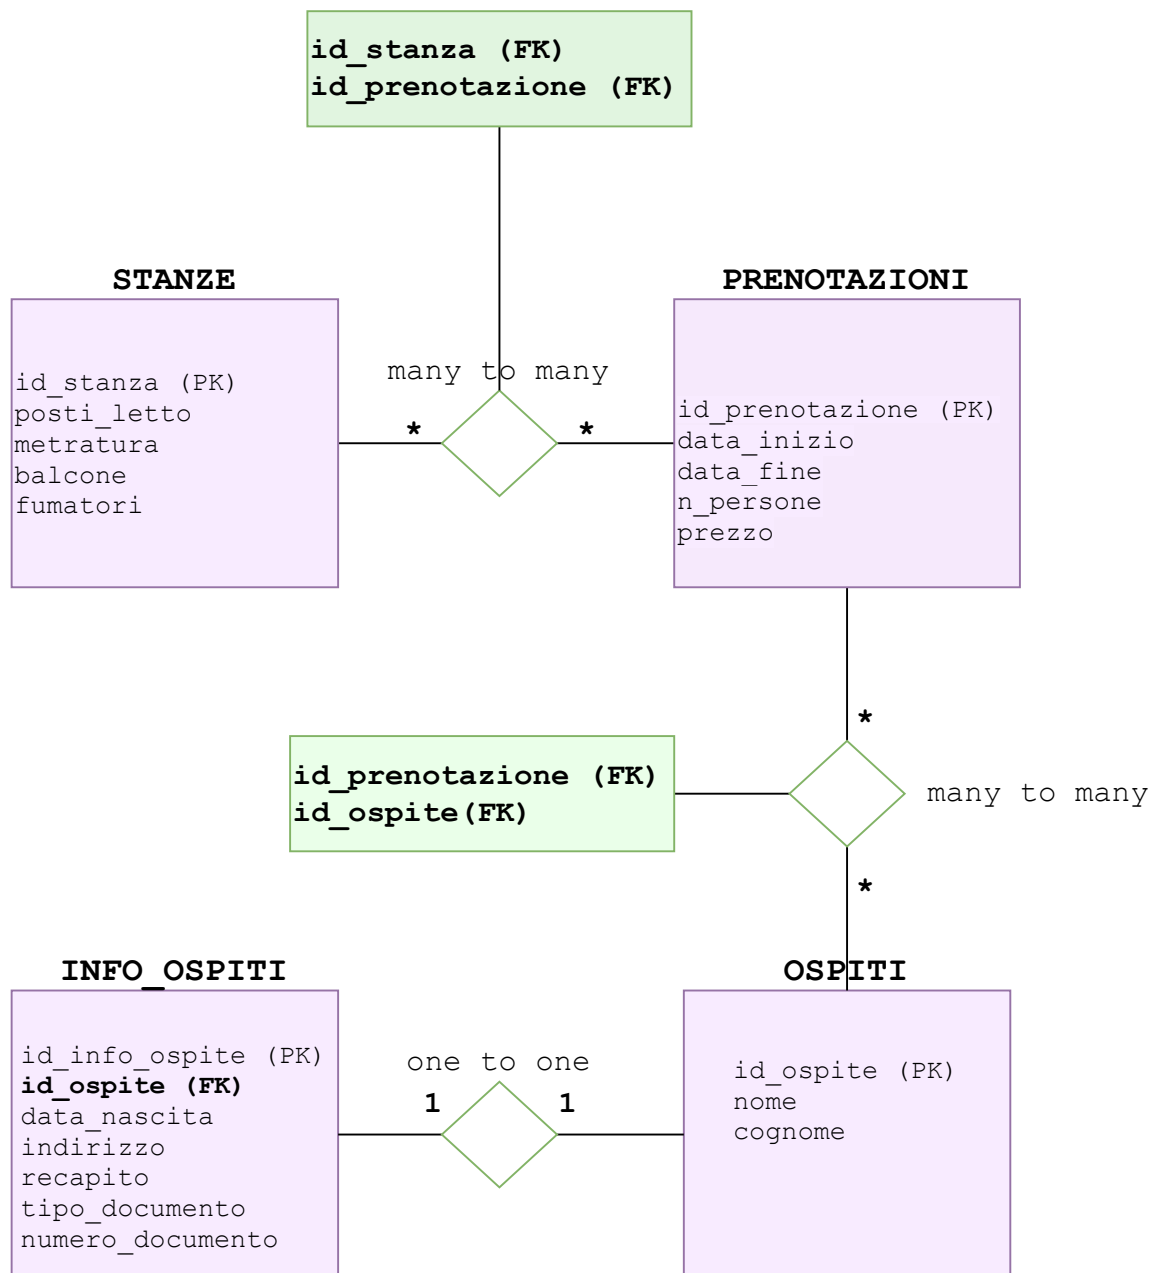 id_stanza (FK)
id_prenotazione (FK)
STANZE
id_stanza (PK)
posti_letto
metratura
balcone
fumatori
many to many
*
*
PRENOTAZIONI
id_prenotazione (PK)
data_inizio
data_fine
n_persone
prezzo
*
id_prenotazione (FK)
id_ospite(FK)
many to many
*
INFO_OSPITI
id_info_ospite (PK)
id_ospite (FK)
data_nascita
indirizzo
recapito
tipo_documento
numero_documento
one to one
1
1
OSPITI
id_ospite (PK)
nome
cognome